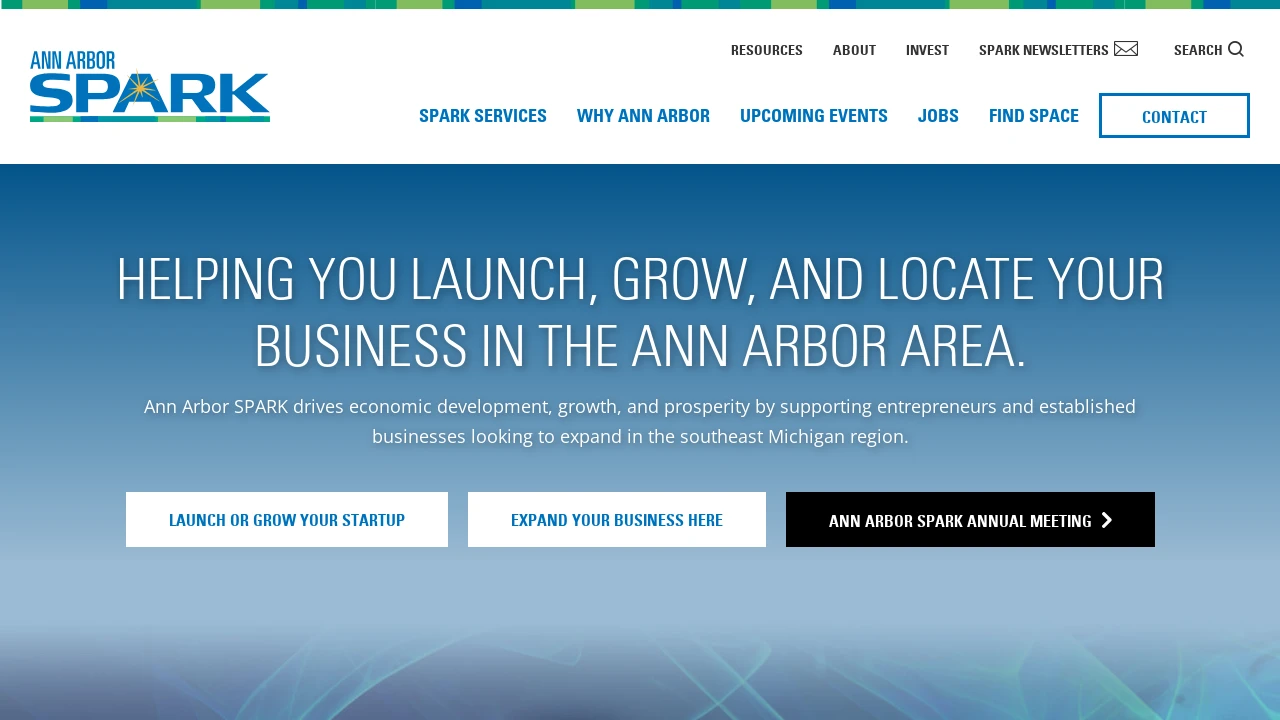 RESOURCES ABOUT INVEST SPARK NEWSLETTERS SEARCH
ANN ARBOR
SPARK
SPARK SERVICES WHY ANN ARBOR UPCOMING EVENTS JOBS FIND SPACE CONTACT
HELPING YOU LAUNCH, GROW, AND LOCATE YOUR
BUSINESS IN THE ANN ARBOR AREA.
Ann Arbor SPARK drives economic development, growth, and prosperity by supporting entrepreneurs and established
businesses looking to expand in the southeast Michigan region.
LAUNCH OR GROW YOUR STARTUP EXPAND YOUR BUSINESS HERE ANN ARBOR SPARK ANNUAL MEETING